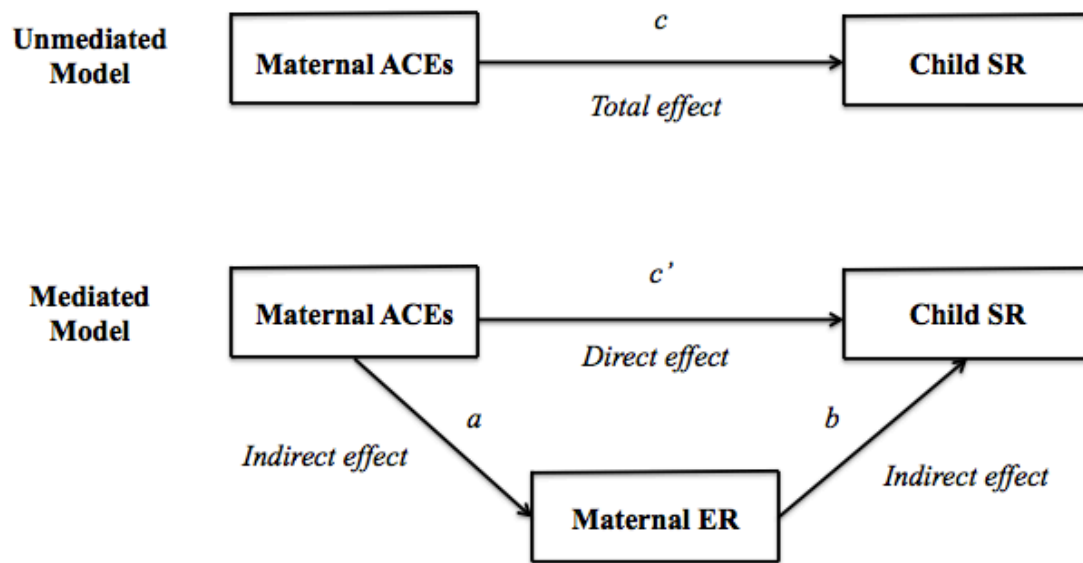 Unmediated
Model
Maternal ACEs
c
Total effect
Child SR
Mediated
Model
Maternal ACEs
c’
Direct effect
Child SR
a
b
Indirect effect
Indirect effect
Maternal ER